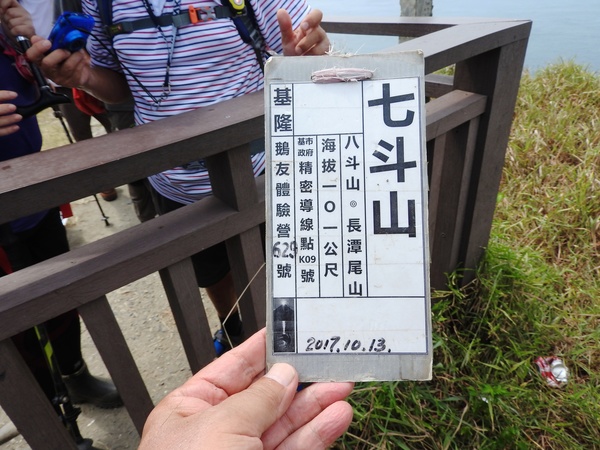 七斗山
八斗山◎長潭尾山
海拔一〇一公尺
基隆市政府精密導線點K09號
基隆鵝友體驗營629號
2017.10.13.